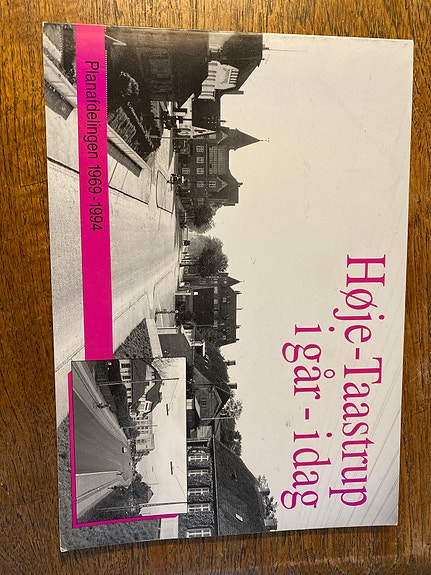 Høje-Taastrup
i går - i dag
Planafdelingen 1969-1994